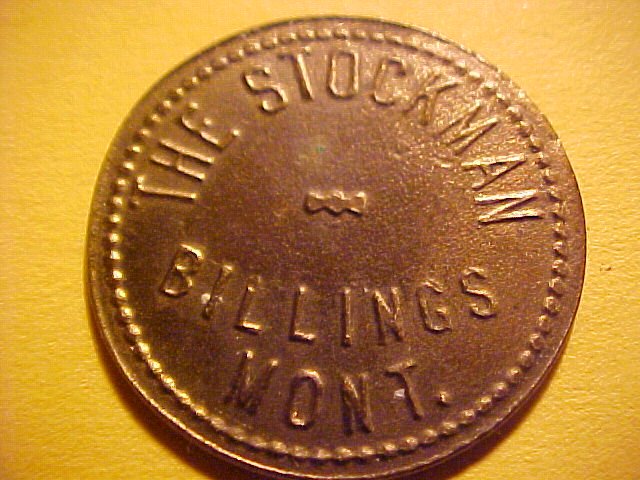 THE STOCKMAN
BILLINGS
MONT.